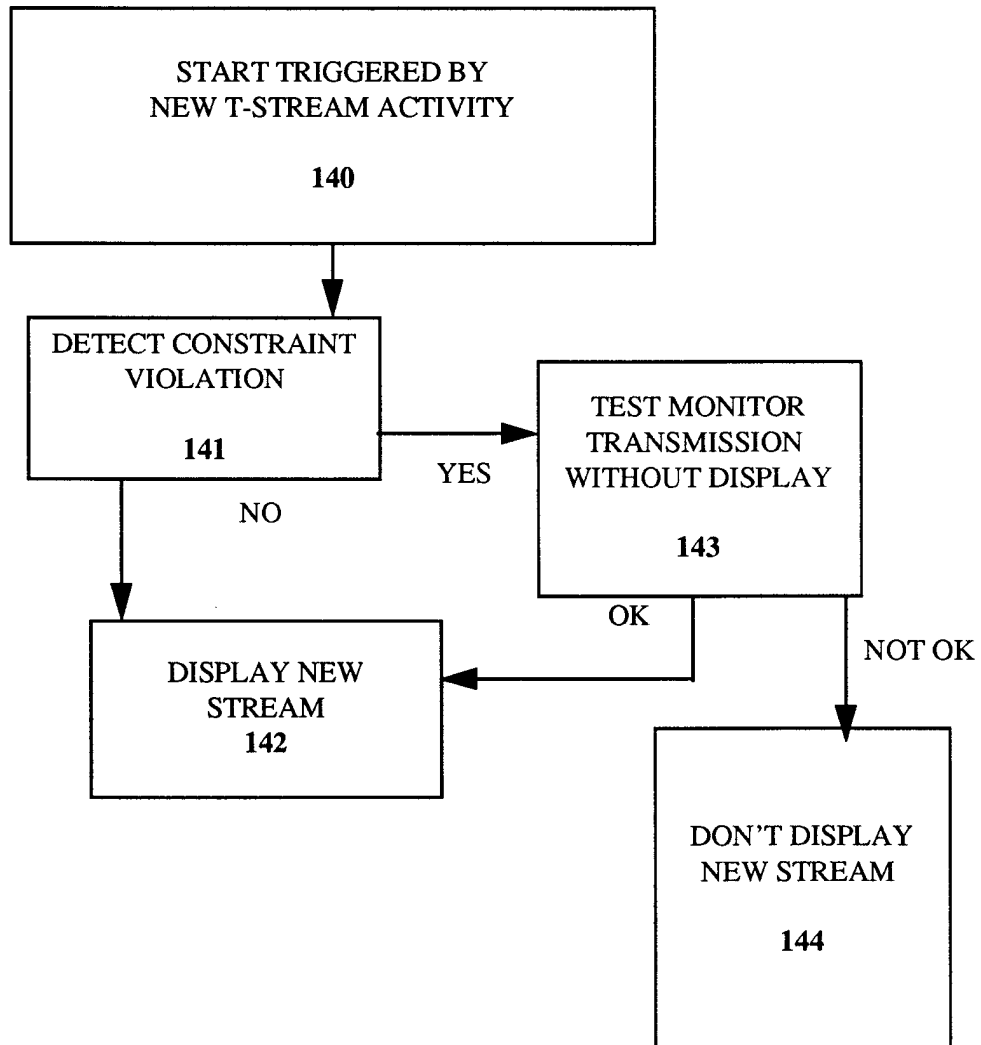 START TRIGGERED BY
NEW T-STREAM ACTIVITY
140
DETECT CONSTRAINT
VIOLATION
141
YES
NO
TEST MONITOR
TRANSMISSION
WITHOUT DISPLAY
143
OK
NOT OK
DISPLAY NEW
STREAM
142
DON'T DISPLAY
NEW STREAM
144